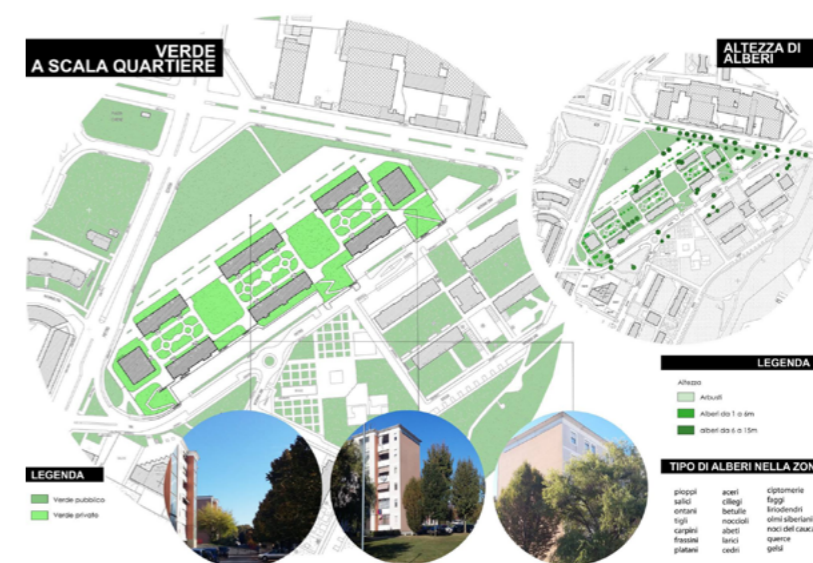 VERDE
A SCALA QUARTIERE
ALTEZZA DI
ALBERI
LEGENDA
Altezza
Arbusti
Alberi da 1 a 6m
alberi da 6 a 15m
LEGENDA
Verde pubblico
Verde privato
TIPO DI ALBERI NELLA ZON
pioppi
salici
ontani
tigli
carpini
frassini
platani
aceri
ciliegi
betulle
noccioli
abeti
larici
cedri
criptomerie
faggi
liriodendri
olmi siberiani
noci del cauca
querce
gelsi